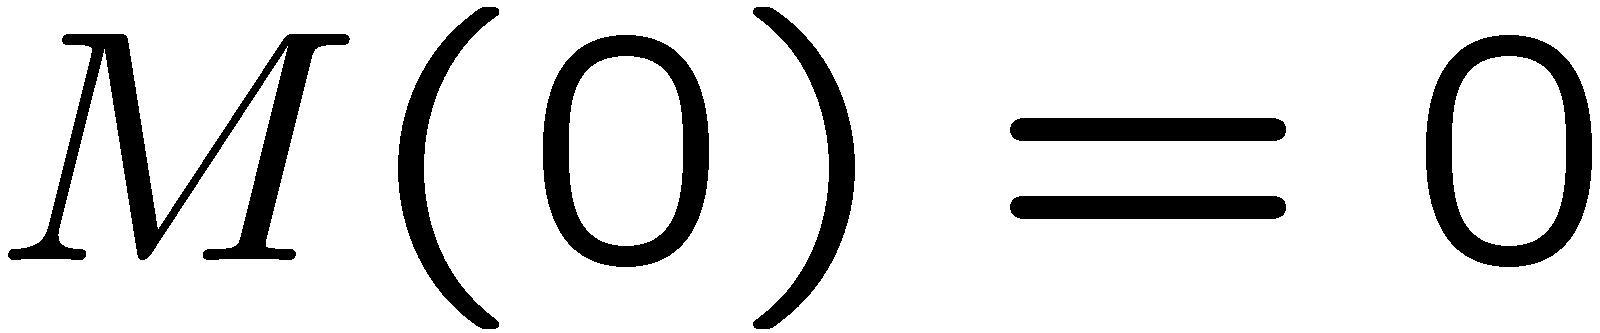 M(0) = 0